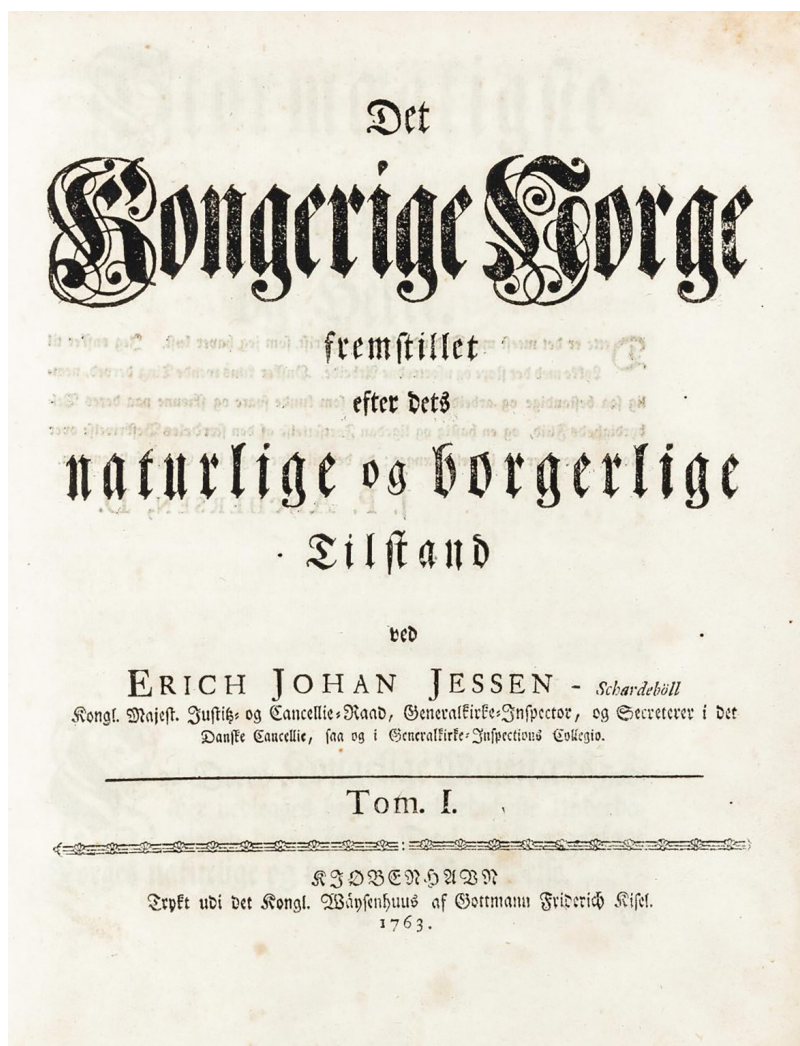 Det
Kongerige Norge
fremstillet
efter dets
naturlige og borgerlige
Tilstand
ved
ERICH JOHAN JESSEN - Schardeböll
Kongl. Majest. Justitz- og Cancellie-Raad, Generalkirke-Inspector, og Secreterer i det
Danske Cancellie, saa og i Generalkirke-Inspections Collegio.
Tom. I.
KIØBENHAVN
Trykt udi det Kongl. Wäysenhuus af Gottmann Friderich Kisel.
1763.